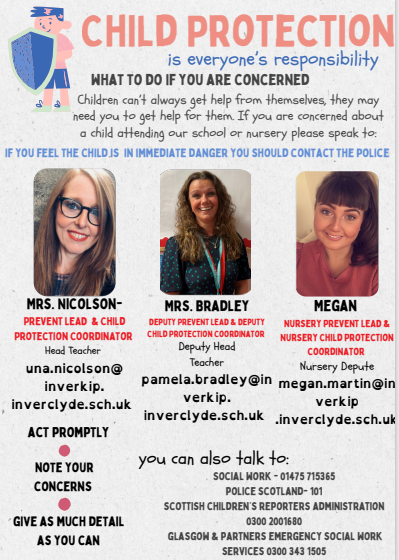 CHILD PROTECTION
is everyone's responsibility
WHAT TO DO IF YOU ARE CONCERNED
Children can't always get help from themselves, they may
need you to get help for them. If you are concerned about
a child attending our school or nursery please speak to:
IF YOU FEEL THE CHILD IS IN IMMEDIATE DANGER YOU SHOULD CONTACT THE POLICE
MRS. NICOLSON-
PREVENT LEAD & CHILD
PROTECTION COORDINATOR
Head Teacher
una.nicolson@
inverkip.
inverclyde.sch.uk
MRS. BRADLEY
DEPUTY PREVENT LEAD & DEPUTY
CHILD PROTECTION COORDINATOR
Deputy Head
Teacher
pamela.bradley@in
verkip.
inverclyde.sch.uk
MEGAN
NURSERY PREVENT LEAD &
NURSERY CHILD PROTECTION
COORDINATOR
Nursery Depute
megan.martin@in
verkip
.inverclyde.sch.uk
ACT PROMPTLY
NOTE YOUR
CONCERNS
GIVE AS MUCH DETAIL
AS YOU CAN
you can also talk to:
SOCIAL WORK - 01475 715365
POLICE SCOTLAND- 101
SCOTTISH CHILDREN'S REPORTERS ADMINISTRATION
0300 2001680
GLASGOW & PARTNERS EMERGENCY SOCIAL WORK
SERVICES 0300 343 1505